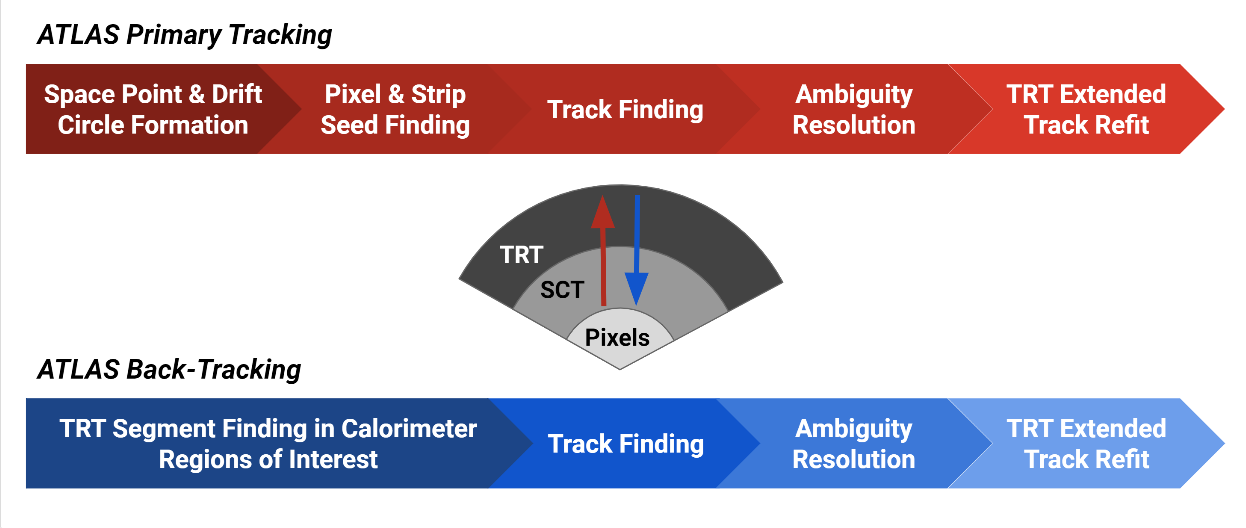 ATLAS Primary Tracking
Space Point & Drift
Circle Formation
Pixel & Strip
Seed Finding
Track Finding
Ambiguity
Resolution
TRT Extended
Track Refit
TRT
SCT
Pixels
ATLAS Back-Tracking
TRT Segment Finding in Calorimeter
Regions of Interest
Track Finding
Ambiguity
Resolution
TRT Extended
Track Refit